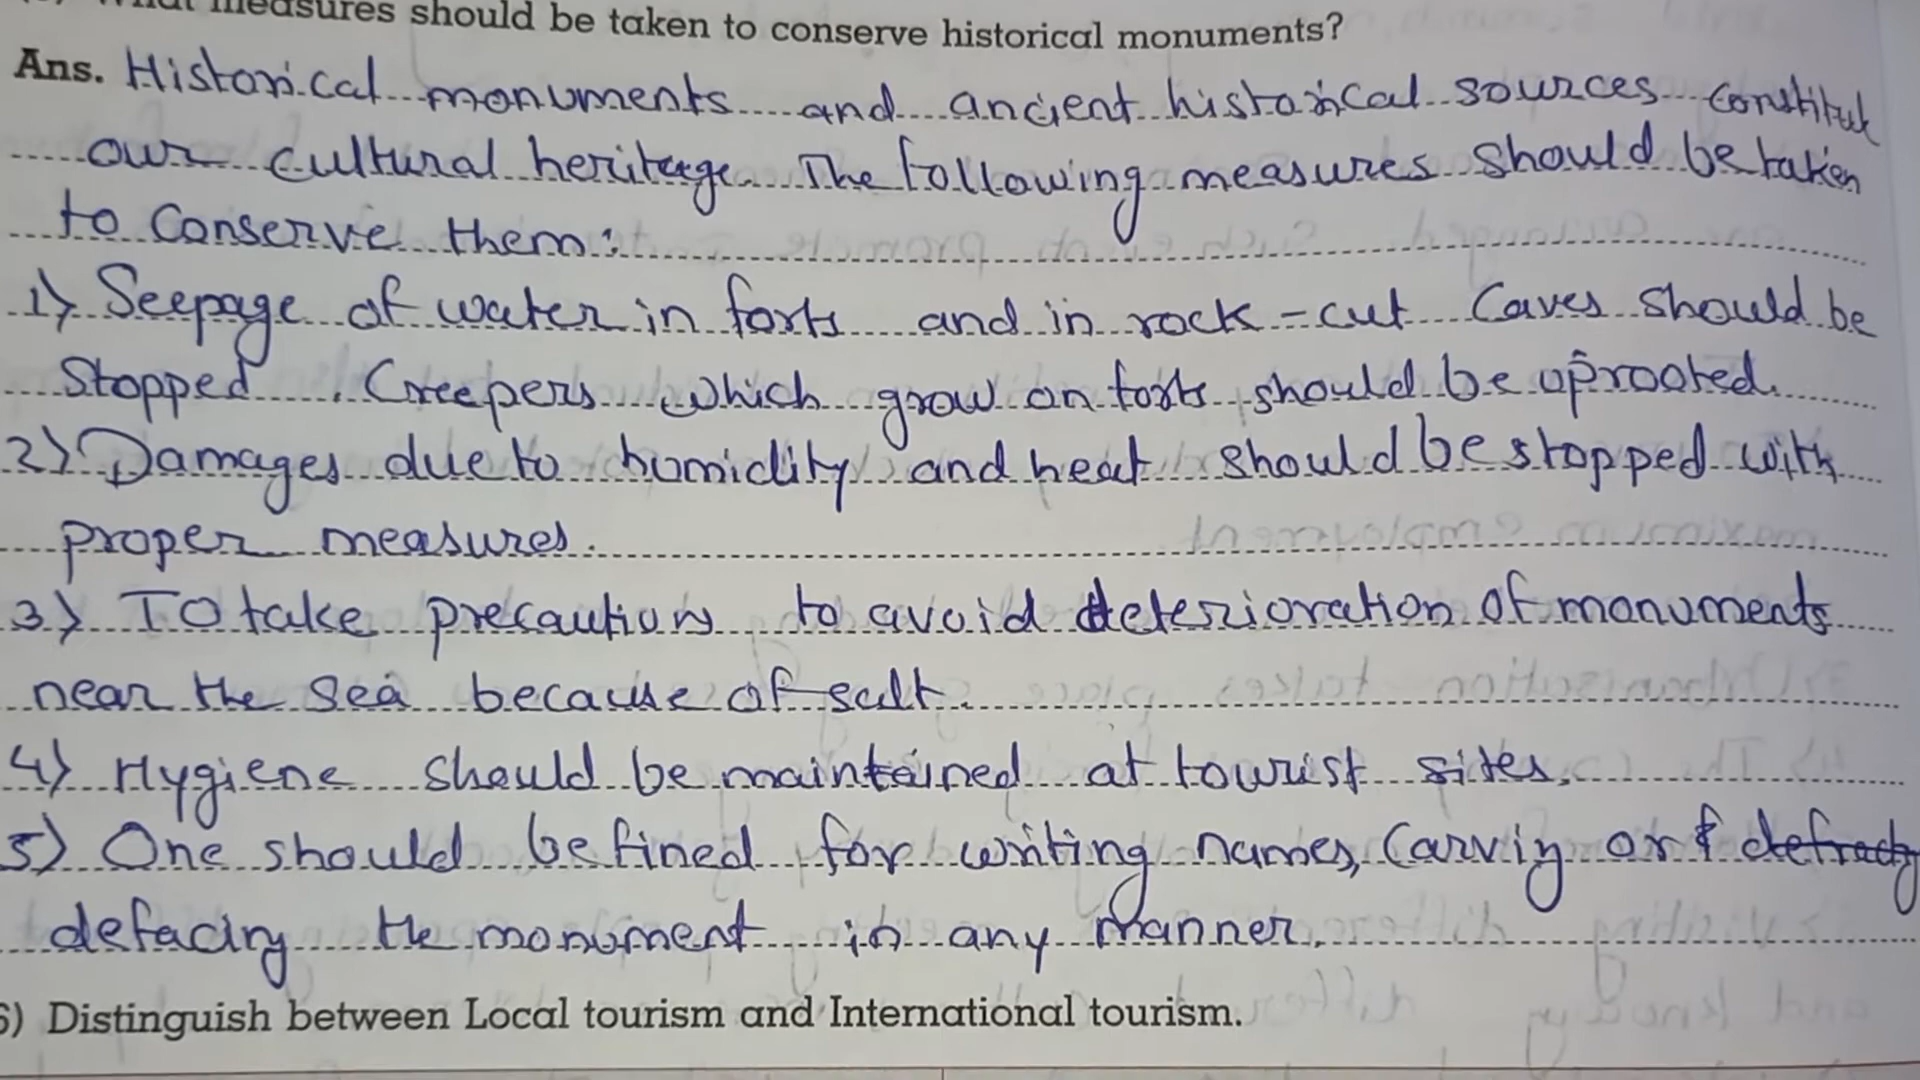 measures should be taken to conserve historical monuments?
Ans. Historical monuments and ancient historical sources constitut
our cultural heritage. The following measures should be taken
to conserve them:
1) Seepage of water in forts and in rock-cut caves should be
stopped. Creepers which grow on forts should be uprooted.
2) Damages due to humidity and heat should be stopped with
proper measures.
3) To take precautions to avoid deterioration of monuments
near the sea because of salt.
4) Hygiene should be maintained at tourist sites.
5) One should be fined for writing names, carving or
defacing the monument in any manner.
6) Distinguish between Local tourism and International tourism.